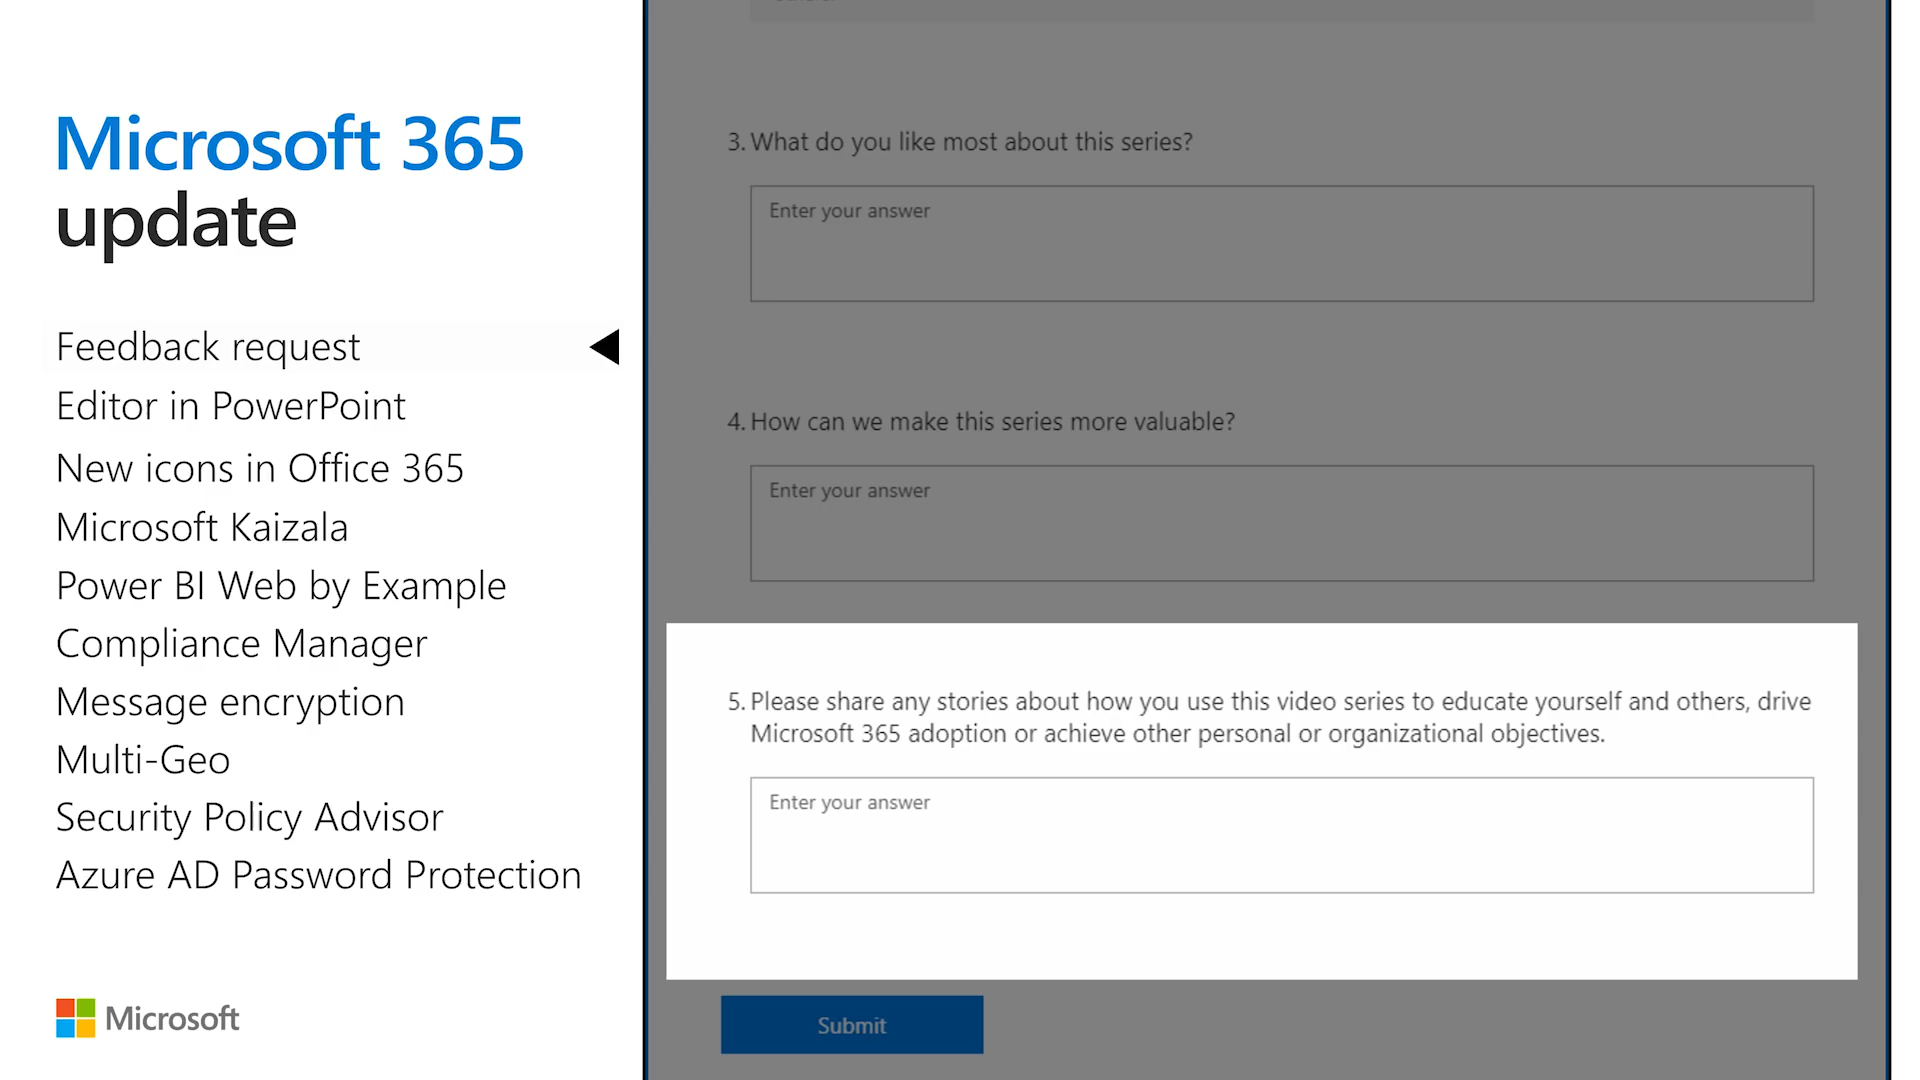 Microsoft 365
update
Feedback request
Editor in PowerPoint
New icons in Office 365
Microsoft Kaizala
Power BI Web by Example
Compliance Manager
Message encryption
Multi-Geo
Security Policy Advisor
Azure AD Password Protection
Microsoft
3. What do you like most about this series?
Enter your answer
4. How can we make this series more valuable?
Enter your answer
5. Please share any stories about how you use this video series to educate yourself and others, drive
Microsoft 365 adoption or achieve other personal or organizational objectives.
Enter your answer
Submit